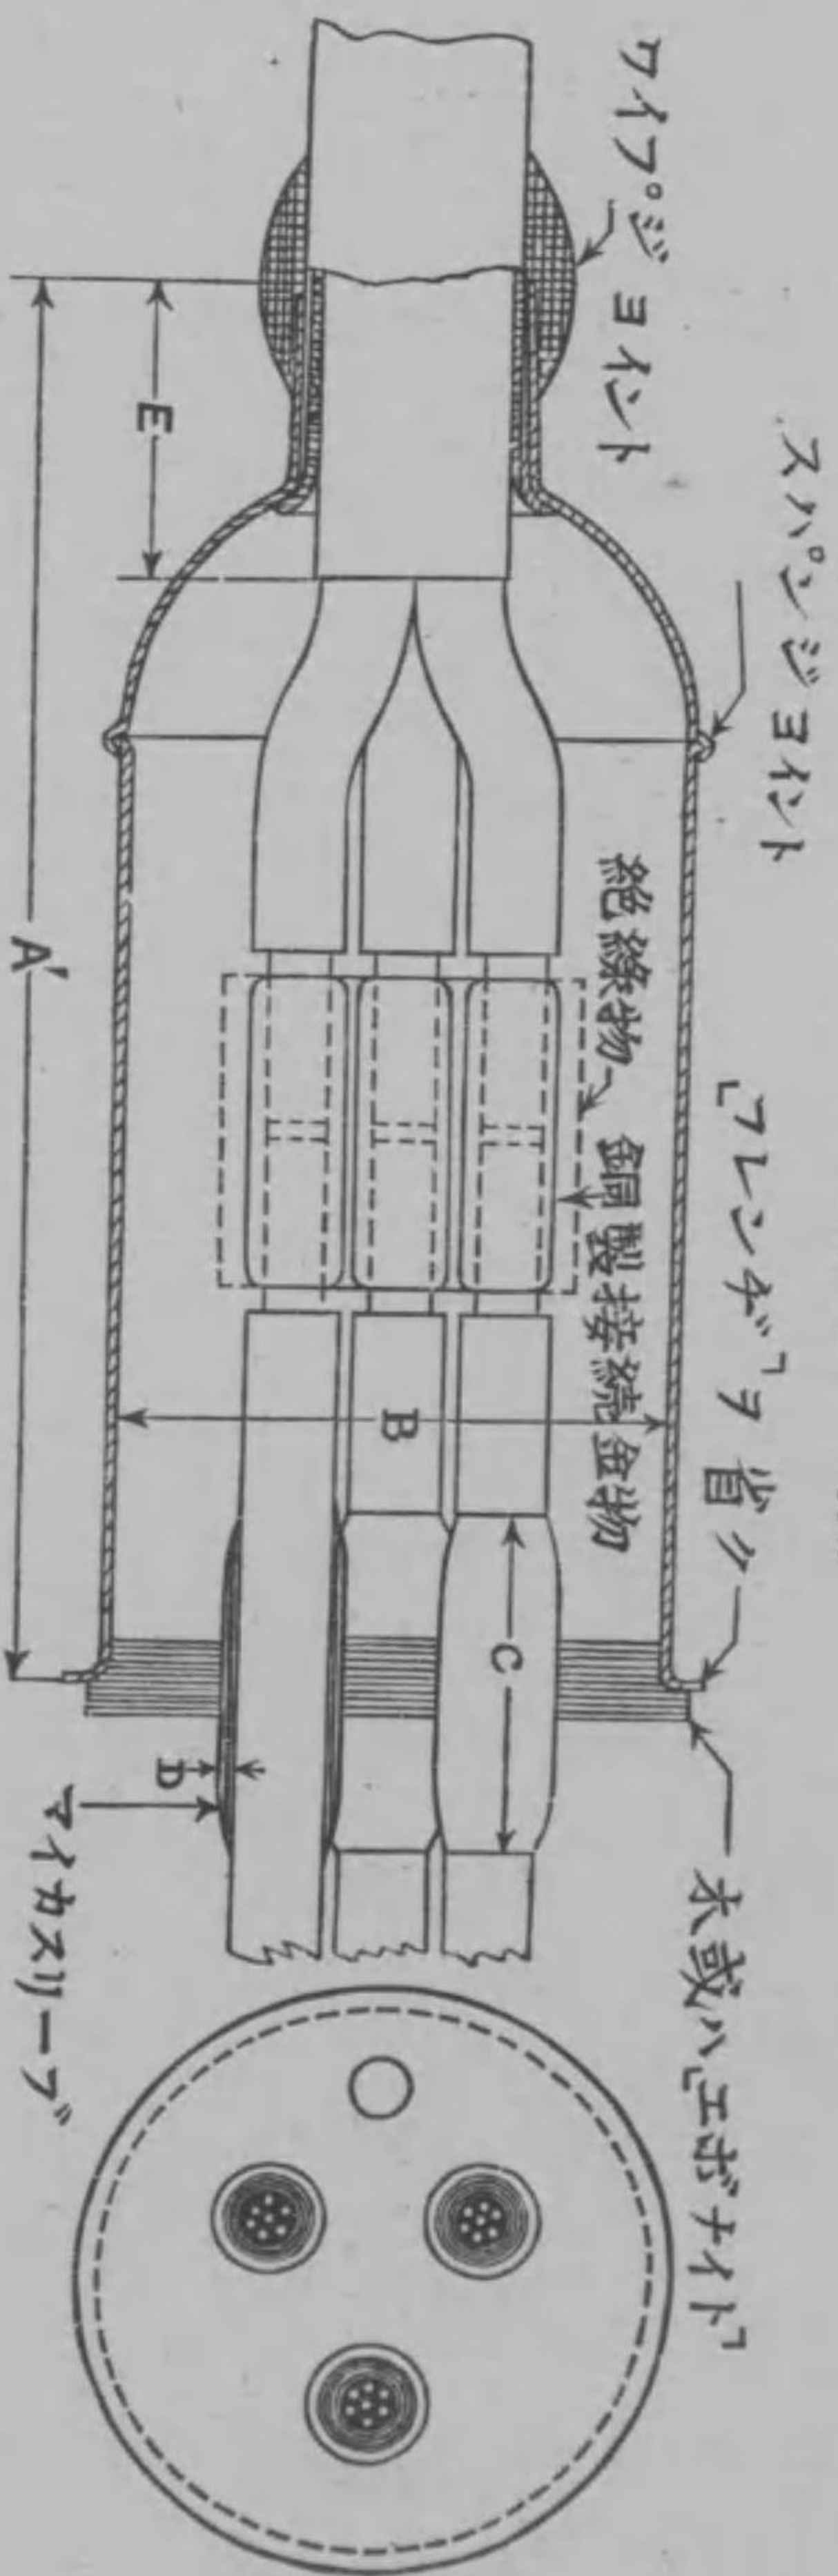 ワイプジョイント
スパンジョイント
「フレンヂ」ヲ省ク
木或ハ「エボナイト」
絶縁物
銅製接続金物
E
A'
B
C
D
マイカスリーブ